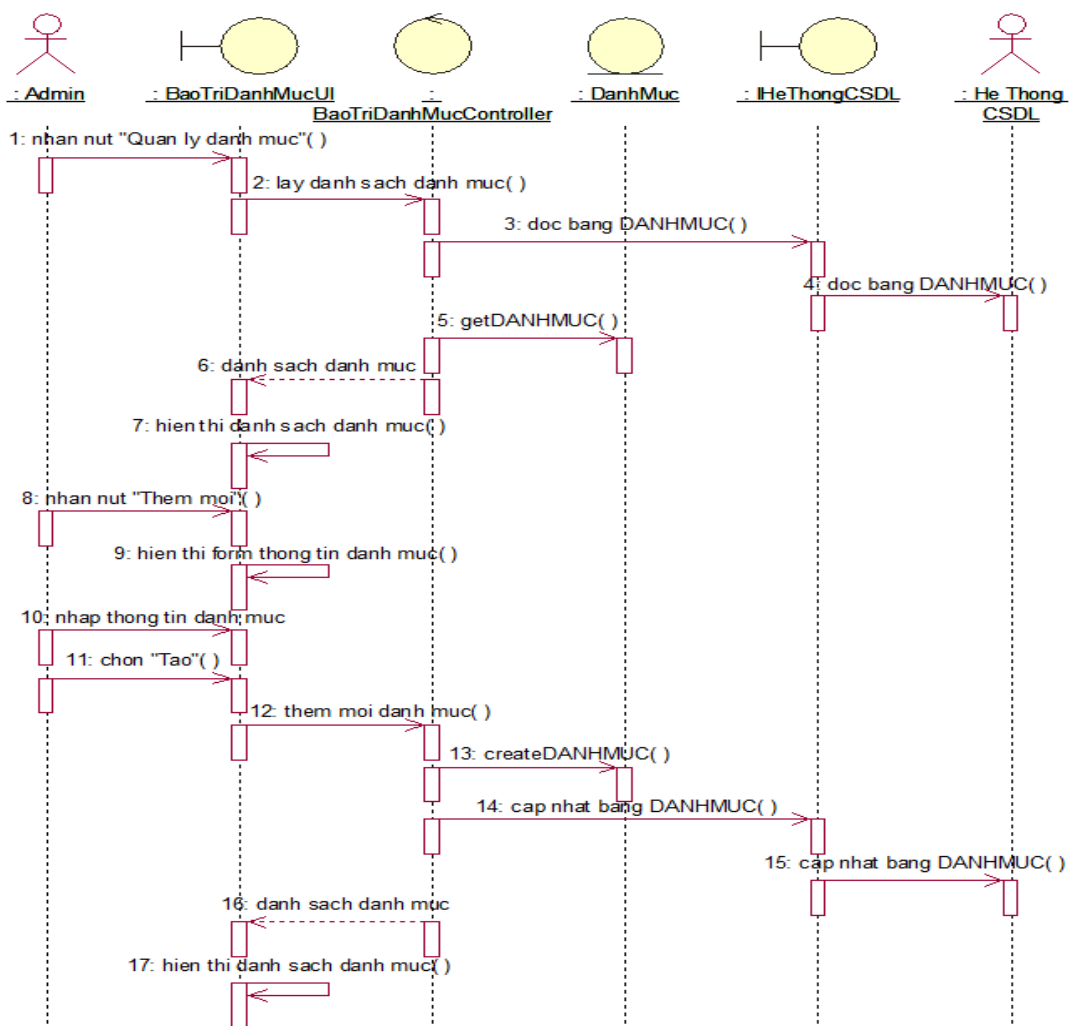 : Admin
: BaoTriDanhMucUI
:
BaoTriDanhMucController
: DanhMuc
: IHeThongCSDL
: He Thong
CSDL
1: nhan nut "Quan ly danh muc"( )
2: lay danh sach danh muc( )
3: doc bang DANHMUC( )
4: doc bang DANHMUC( )
5: getDANHMUC( )
6: danh sach danh muc
7: hien thi danh sach danh muc( )
8: nhan nut "Them moi"( )
9: hien thi form thong tin danh muc( )
10: nhap thong tin danh muc
11: chon "Tao"( )
12: them moi danh muc( )
13: createDANHMUC( )
14: cap nhat bang DANHMUC( )
15: cap nhat bang DANHMUC( )
16: danh sach danh muc
17: hien thi danh sach danh muc( )